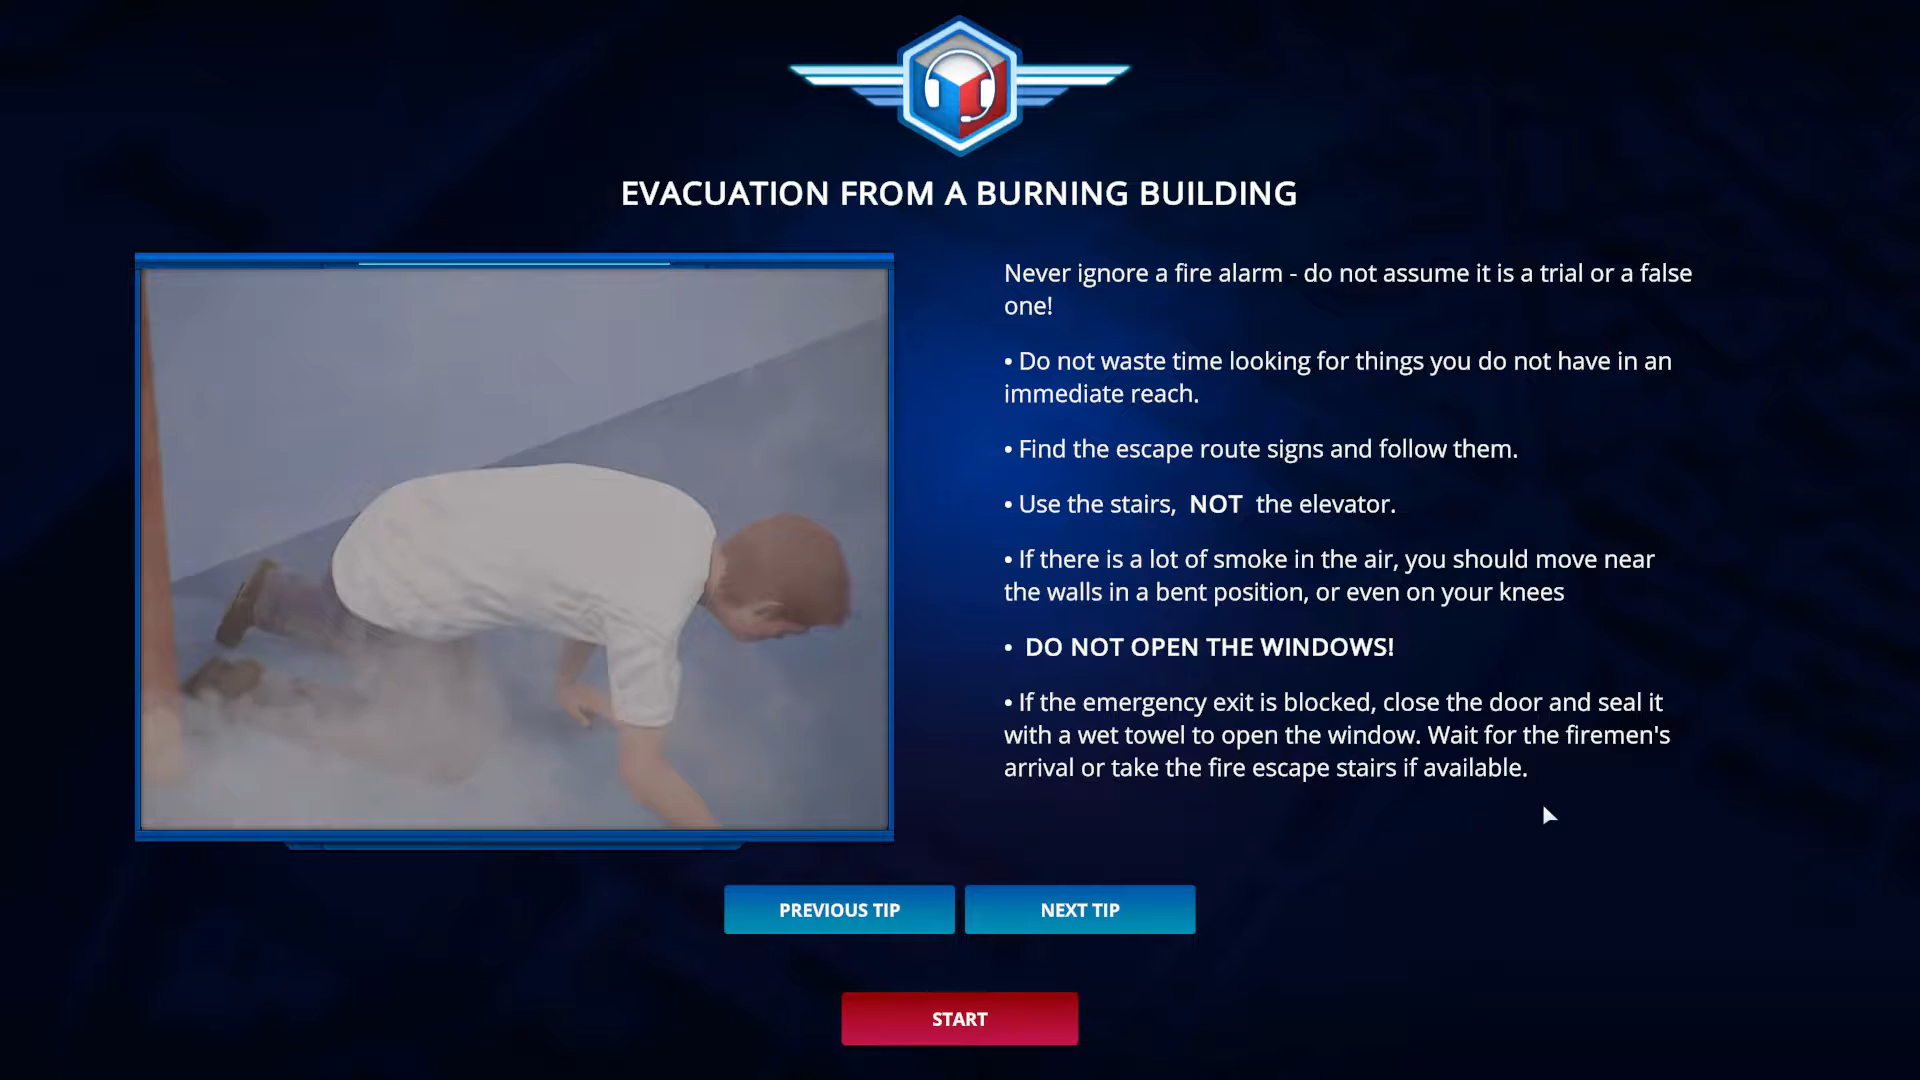 EVACUATION FROM A BURNING BUILDING
Never ignore a fire alarm - do not assume it is a trial or a false
one!
• Do not waste time looking for things you do not have in an
immediate reach.
• Find the escape route signs and follow them.
• Use the stairs, NOT the elevator.
• If there is a lot of smoke in the air, you should move near
the walls in a bent position, or even on your knees
• DO NOT OPEN THE WINDOWS!
• If the emergency exit is blocked, close the door and seal it
with a wet towel to open the window. Wait for the firemen's
arrival or take the fire escape stairs if available.
PREVIOUS TIP
NEXT TIP
START